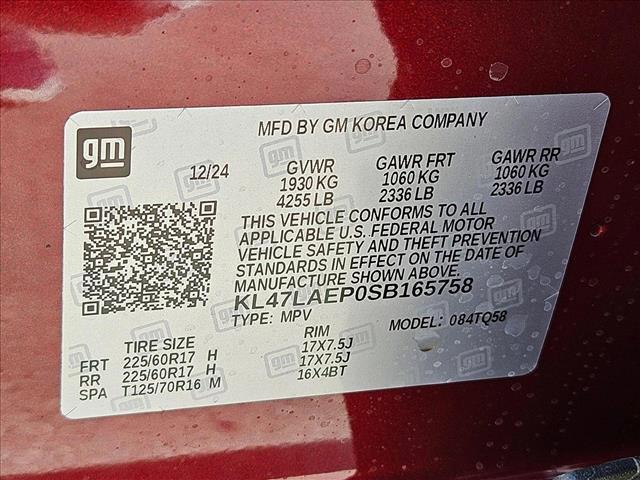 gm
MFD BY GM KOREA COMPANY
12/24
GVWR GAWR FRT GAWR RR
1930 KG 1060 KG 1060 KG
4255 LB 2336 LB 2336 LB
THIS VEHICLE CONFORMS TO ALL
APPLICABLE U.S. FEDERAL MOTOR
VEHICLE SAFETY AND THEFT PREVENTION
STANDARDS IN EFFECT ON THE DATE OF
MANUFACTURE SHOWN ABOVE.
KL47LAEP0SB165758
TYPE: MPV MODEL: 084TQ58
TIRE SIZE RIM
FRT 225/60R17 H 17X7.5J
RR 225/60R17 H 17X7.5J
SPA T125/70R16 M 16X4BT